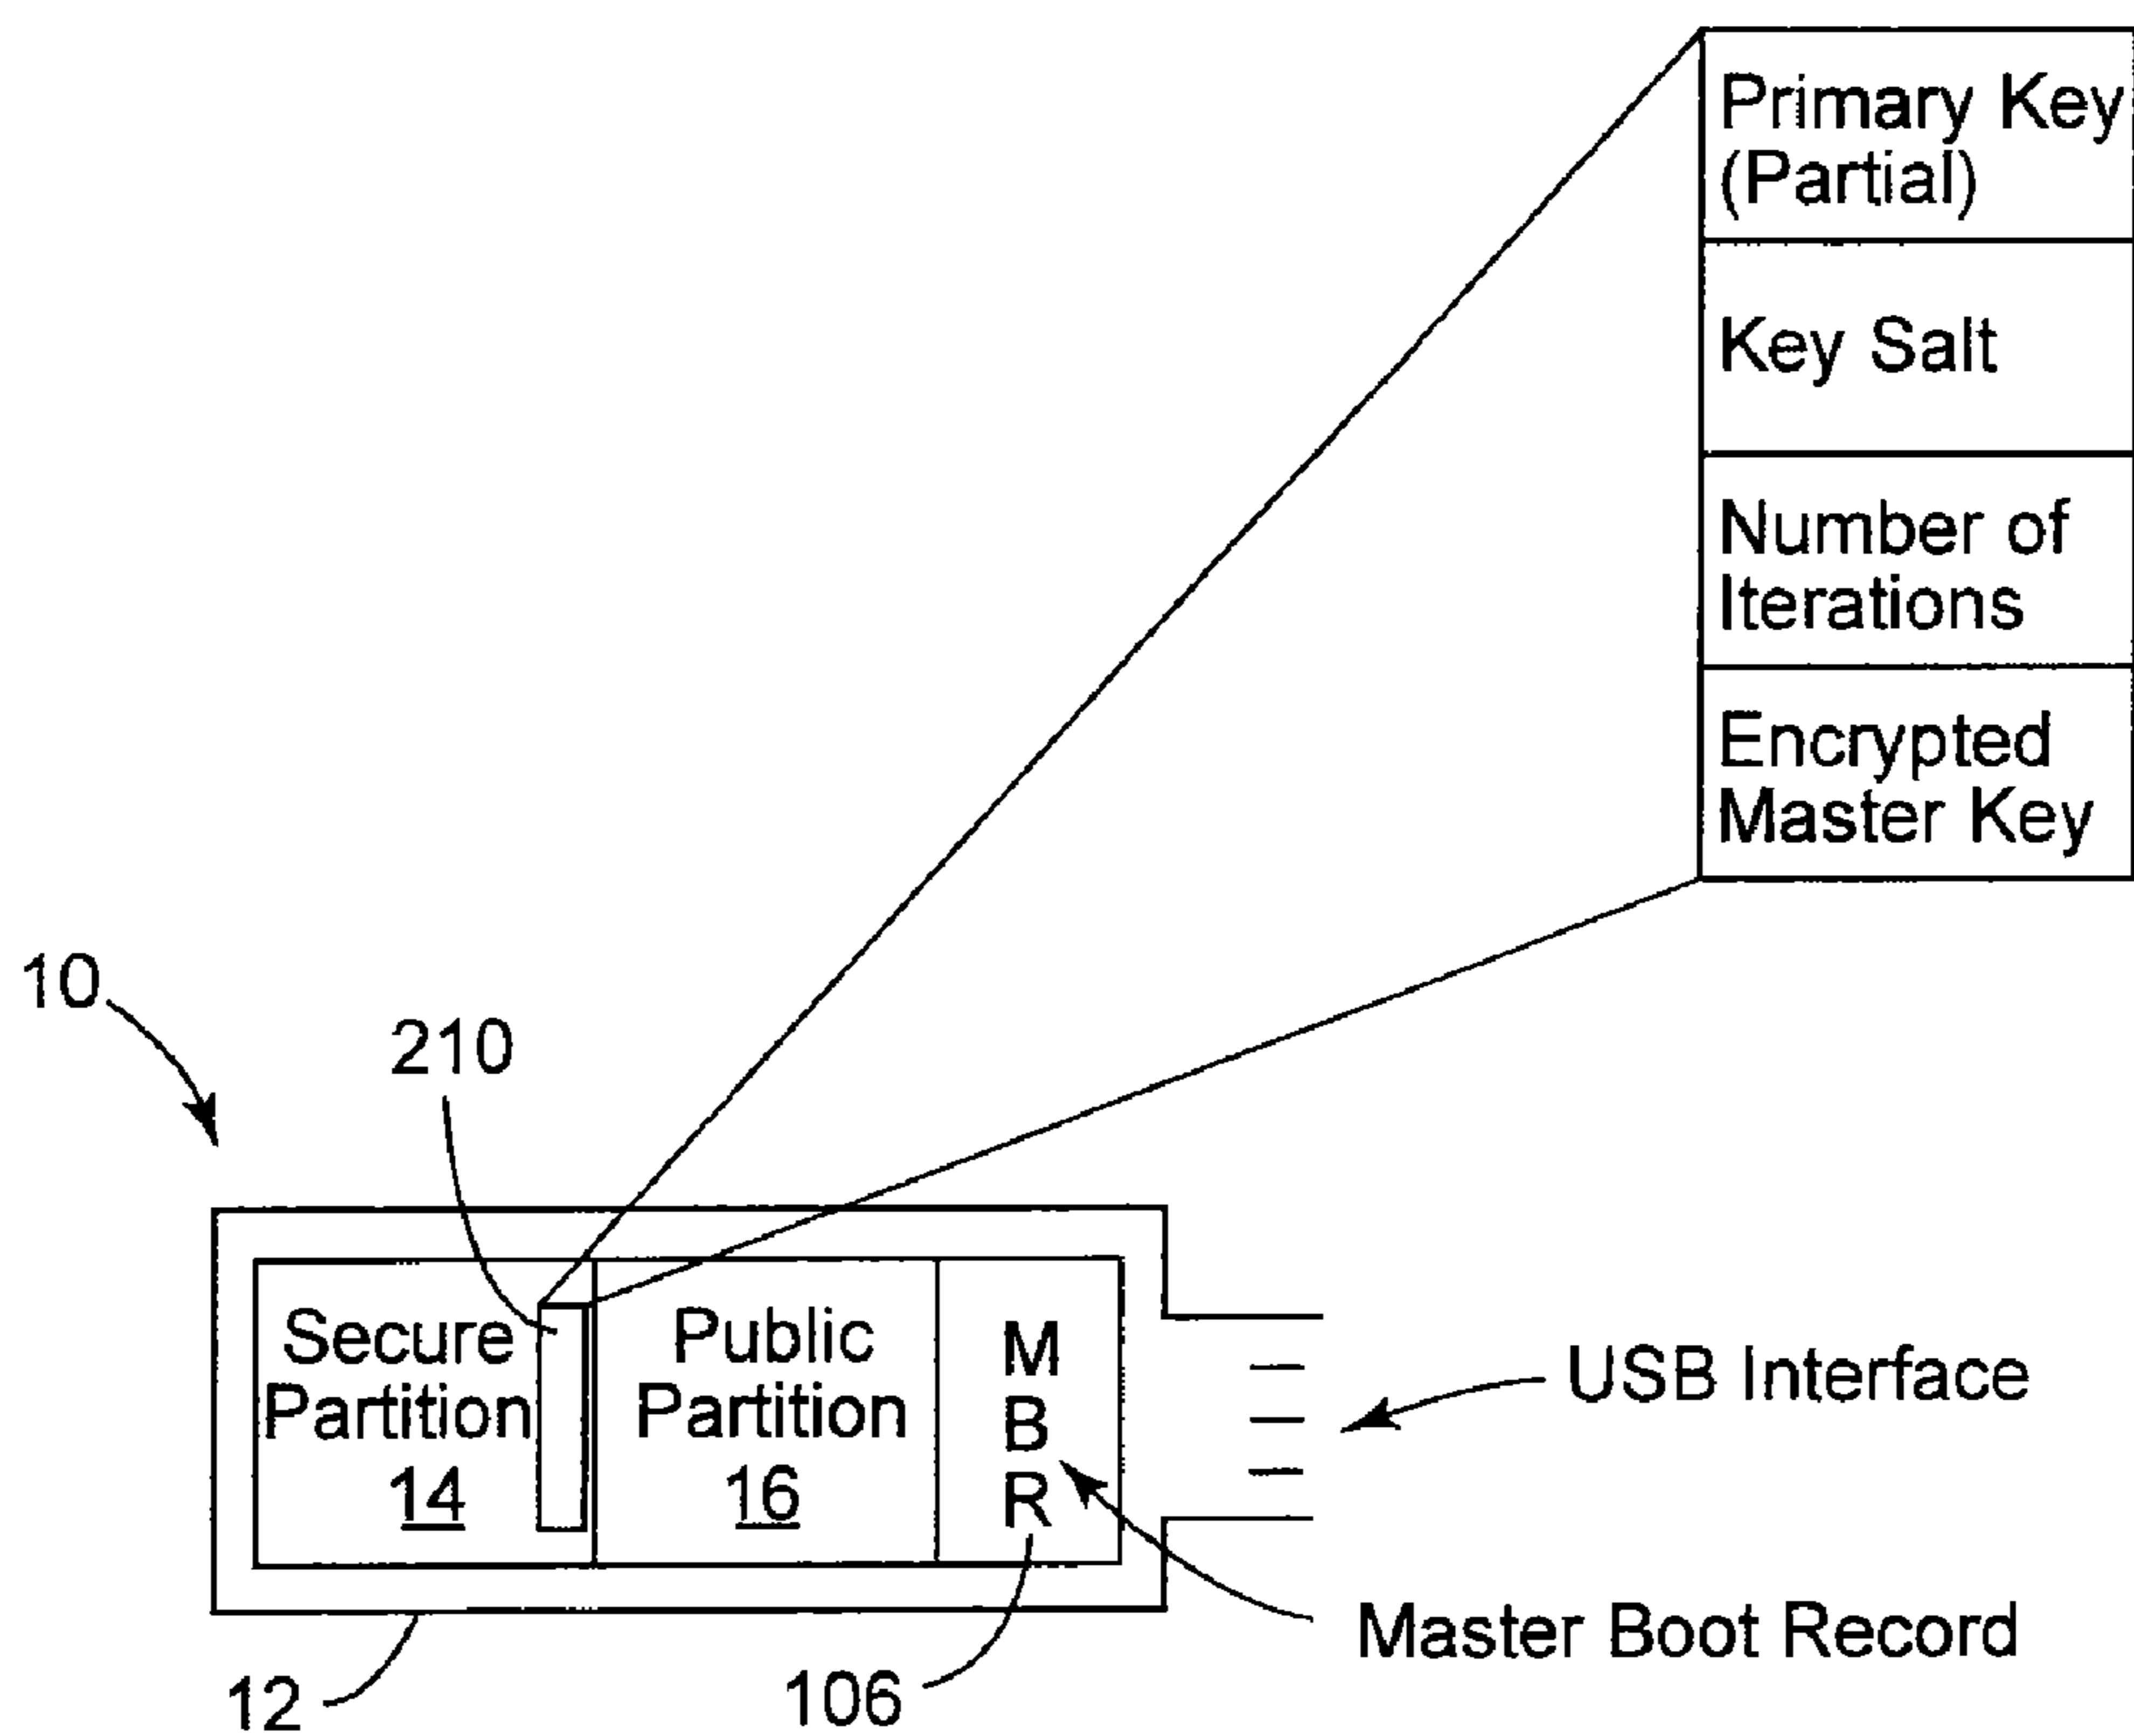 Primary Key
(Partial)
Key Salt
Number of
Iterations
Encrypted
Master Key
10
210
Secure
Partition
14
Public
Partition
16
M
B
R
USB Interface
Master Boot Record
12
106